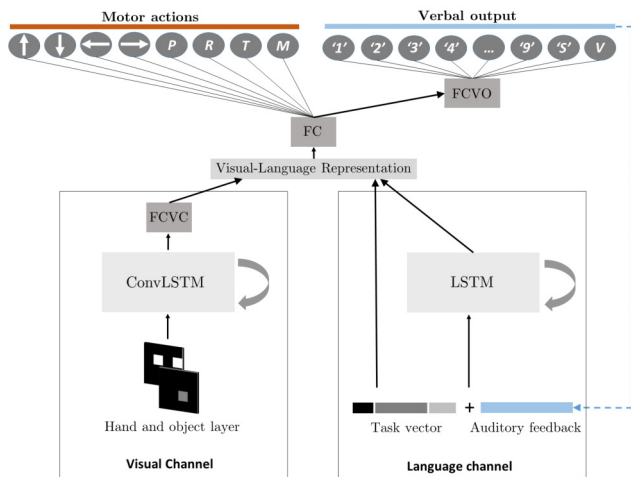 Motor actions
Verbal output
P R T M
'1' '2' '3' '4' ... '9' 'S' V
FCVO
FC
Visual-Language Representation
FCVC
ConvLSTM
LSTM
+
Hand and object layer
Task vector
Auditory feedback
Visual Channel
Language channel